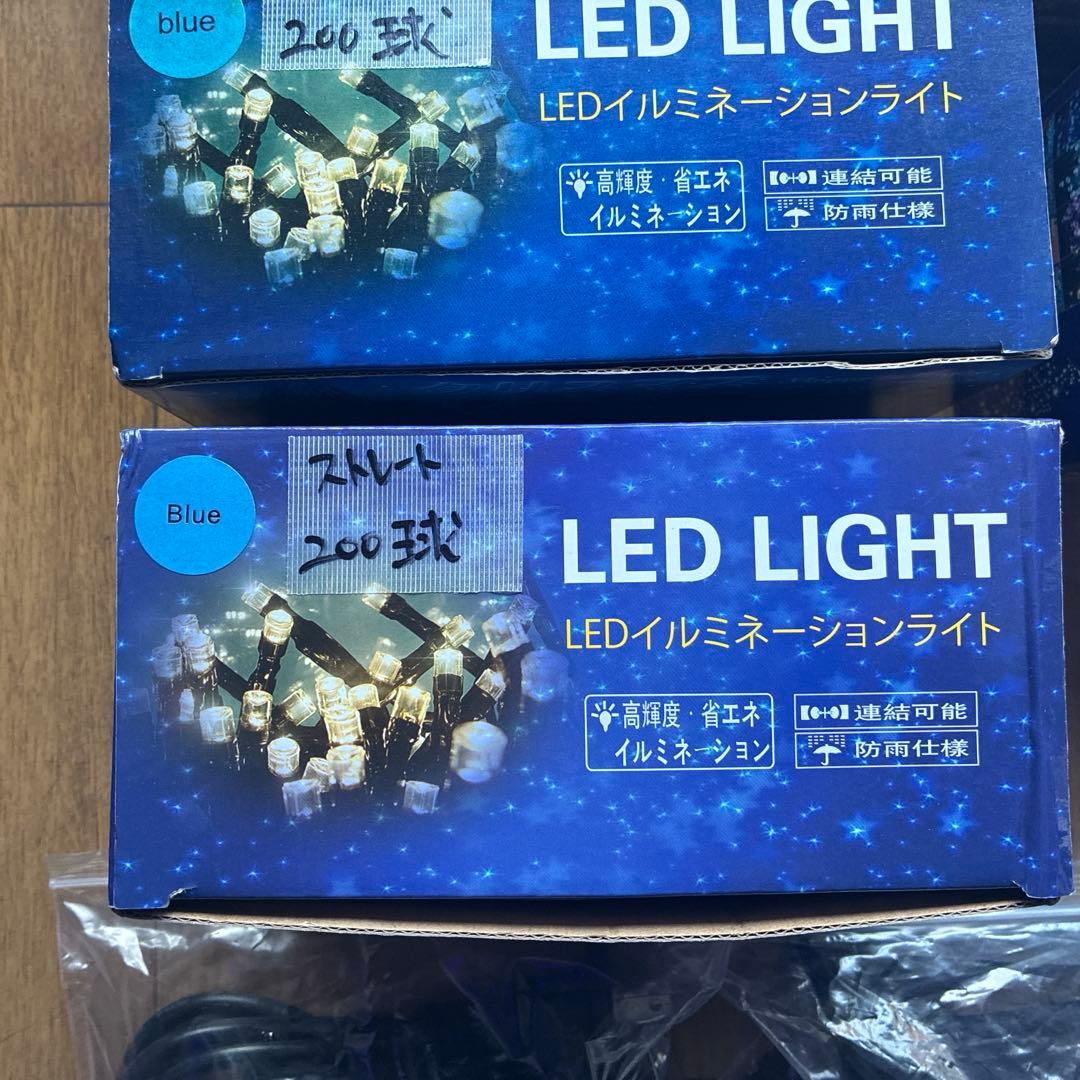 blue
200球
LED LIGHT
LEDイルミネーションライト
高輝度・省エネ
イルミネーション
連結可能
防雨仕様
Blue
ストレート
200球
LED LIGHT
LEDイルミネーションライト
高輝度・省エネ
イルミネーション
連結可能
防雨仕様